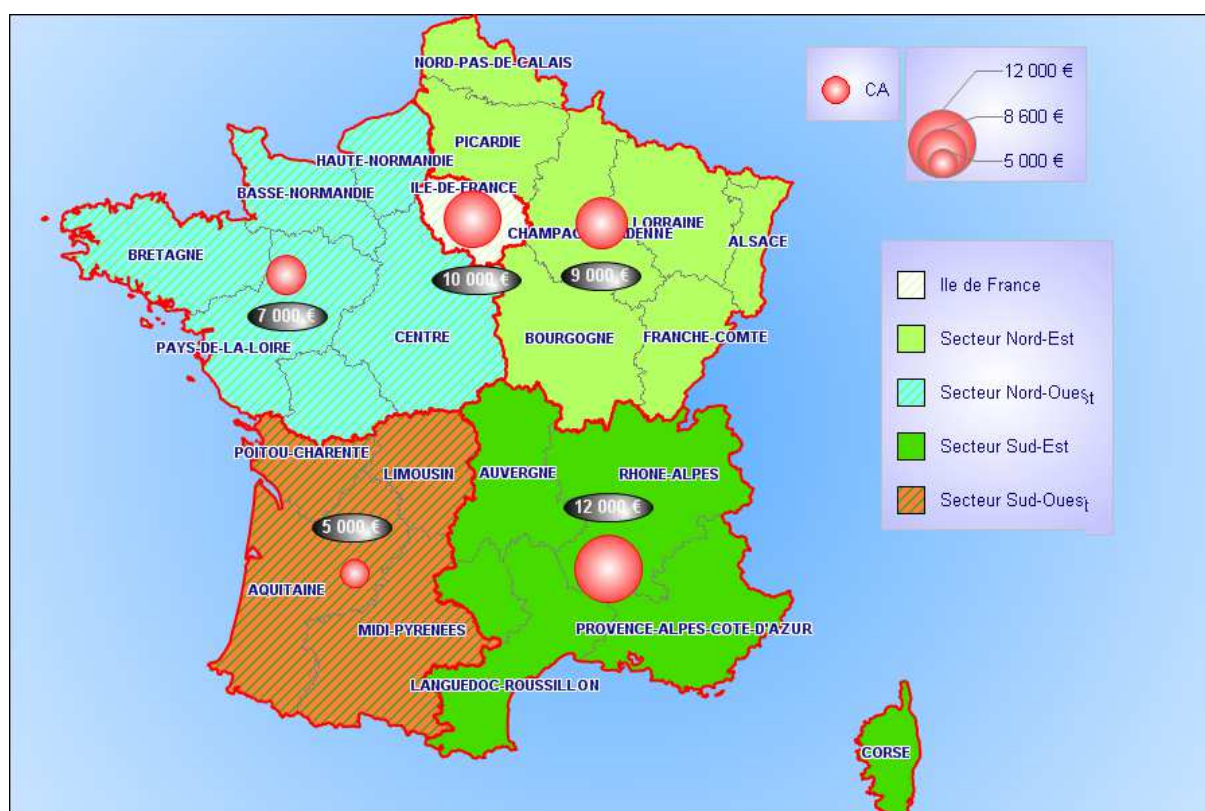 NORD-PAS-DE-CALAIS
PICARDIE
HAUTE-NORMANDIE
BASSE-NORMANDIE
ILE-DE-FRANCE
LORRAINE
ALSACE
BRETAGNE
10 000 €
9 000 €
7 000 €
CENTRE
BOURGOGNE
FRANCHE-COMTE
PAYS-DE-LA-LOIRE
POITOU-CHARENTE
LIMOUSIN
AUVERGNE
RHONE-ALPES
12 000 €
5 000 €
AQUITAINE
MIDI-PYRENEES
PROVENCE-ALPES-COTE-D'AZUR
LANGUEDOC-ROUSSILLON
CORSE
CA
12 000 €
8 600 €
5 000 €
Ile de France
Secteur Nord-Est
Secteur Nord-Ouest
Secteur Sud-Est
Secteur Sud-Ouest